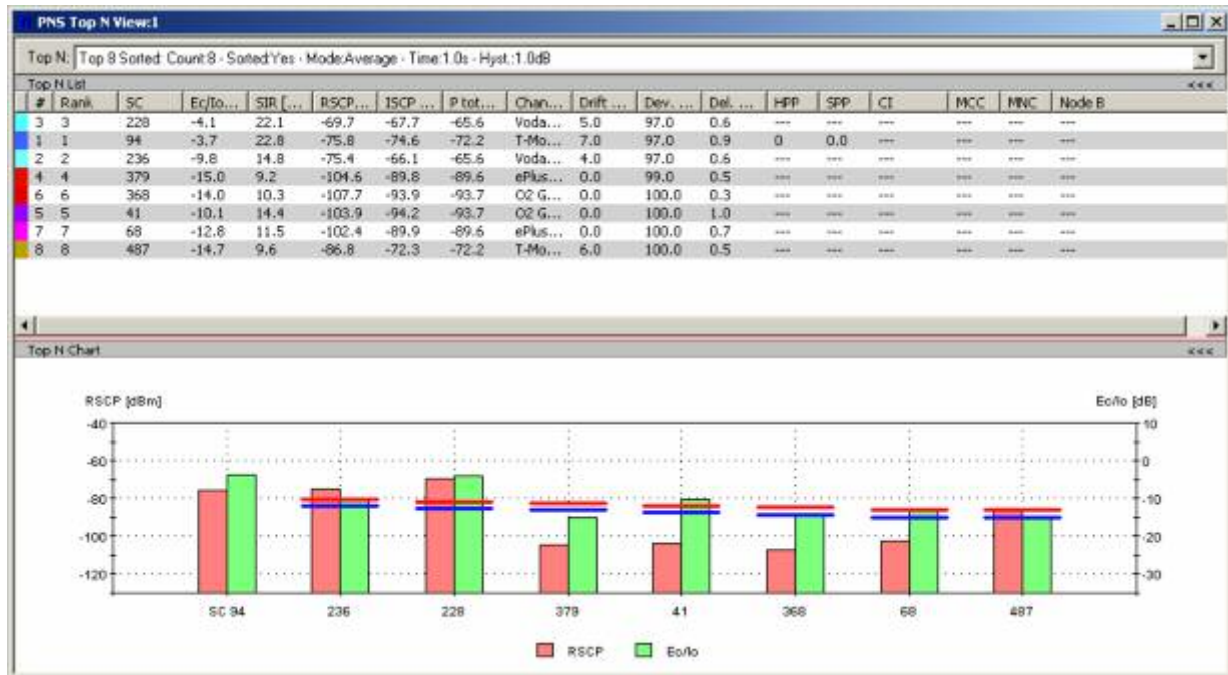 PNS Top N View:1
Top N: Top 8 Sorted: Count:8 - Sorted:Yes - Mode:Average - Time:1.0s - Hyst.:1.0dB
Top N List <<<
# Rank SC Ec/Io... SIR [... RSCP... ISCP ... P tot... Chan... Drift ... Dev. ... Del. ... HPP SPP CI MCC MNC Node B
3 3 228 -4.1 22.1 -69.7 -67.7 -65.6 Voda... 5.0 97.0 0.6 --- --- --- --- --- ---
1 1 94 -3.7 22.8 -75.8 -74.6 -72.2 T-Mo... 7.0 97.0 0.9 0 0.0 --- --- --- ---
2 2 236 -9.8 14.8 -75.4 -66.1 -65.6 Voda... 4.0 97.0 0.6 --- --- --- --- --- ---
4 4 379 -15.0 9.2 -104.6 -89.8 -89.6 ePlus... 0.0 99.0 0.5 --- --- --- --- --- ---
6 6 368 -14.0 10.3 -107.7 -93.9 -93.7 O2 G... 0.0 100.0 0.3 --- --- --- --- --- ---
5 5 41 -10.1 14.4 -103.9 -94.2 -93.7 O2 G... 0.0 100.0 1.0 --- --- --- --- --- ---
7 7 68 -12.8 11.5 -102.4 -89.9 -89.6 ePlus... 0.0 100.0 0.7 --- --- --- --- --- ---
8 8 487 -14.7 9.6 -86.8 -72.3 -72.2 T-Mo... 6.0 100.0 0.5 --- --- --- --- --- ---
Top N Chart <<<
RSCP [dBm] Ec/Io [dB]
-40 10
-60 0
-80 -10
-100 -20
-120 -30
SC 94 236 228 379 41 368 68 487
RSCP Ec/Io